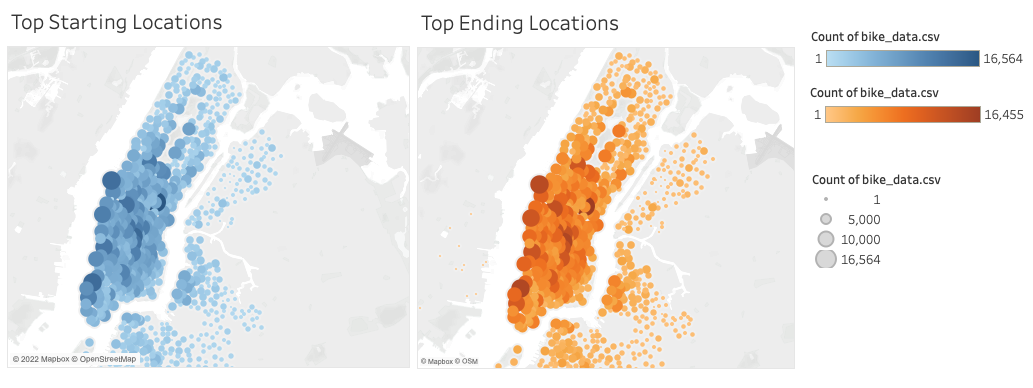 Top Starting Locations
© 2022 Mapbox © OpenStreetMap
Top Ending Locations
© Mapbox © OSM
Count of bike_data.csv
1 16,564
Count of bike_data.csv
1 16,455
Count of bike_data.csv
1
5,000
10,000
16,564